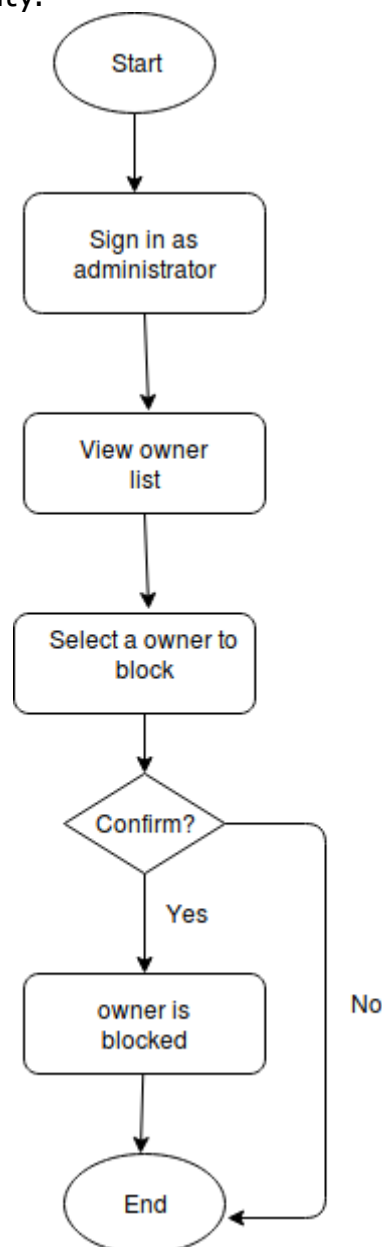 Start
Sign in as
administrator
View owner
list
Select a owner to
block
Confirm?
Yes
owner is
blocked
No
End